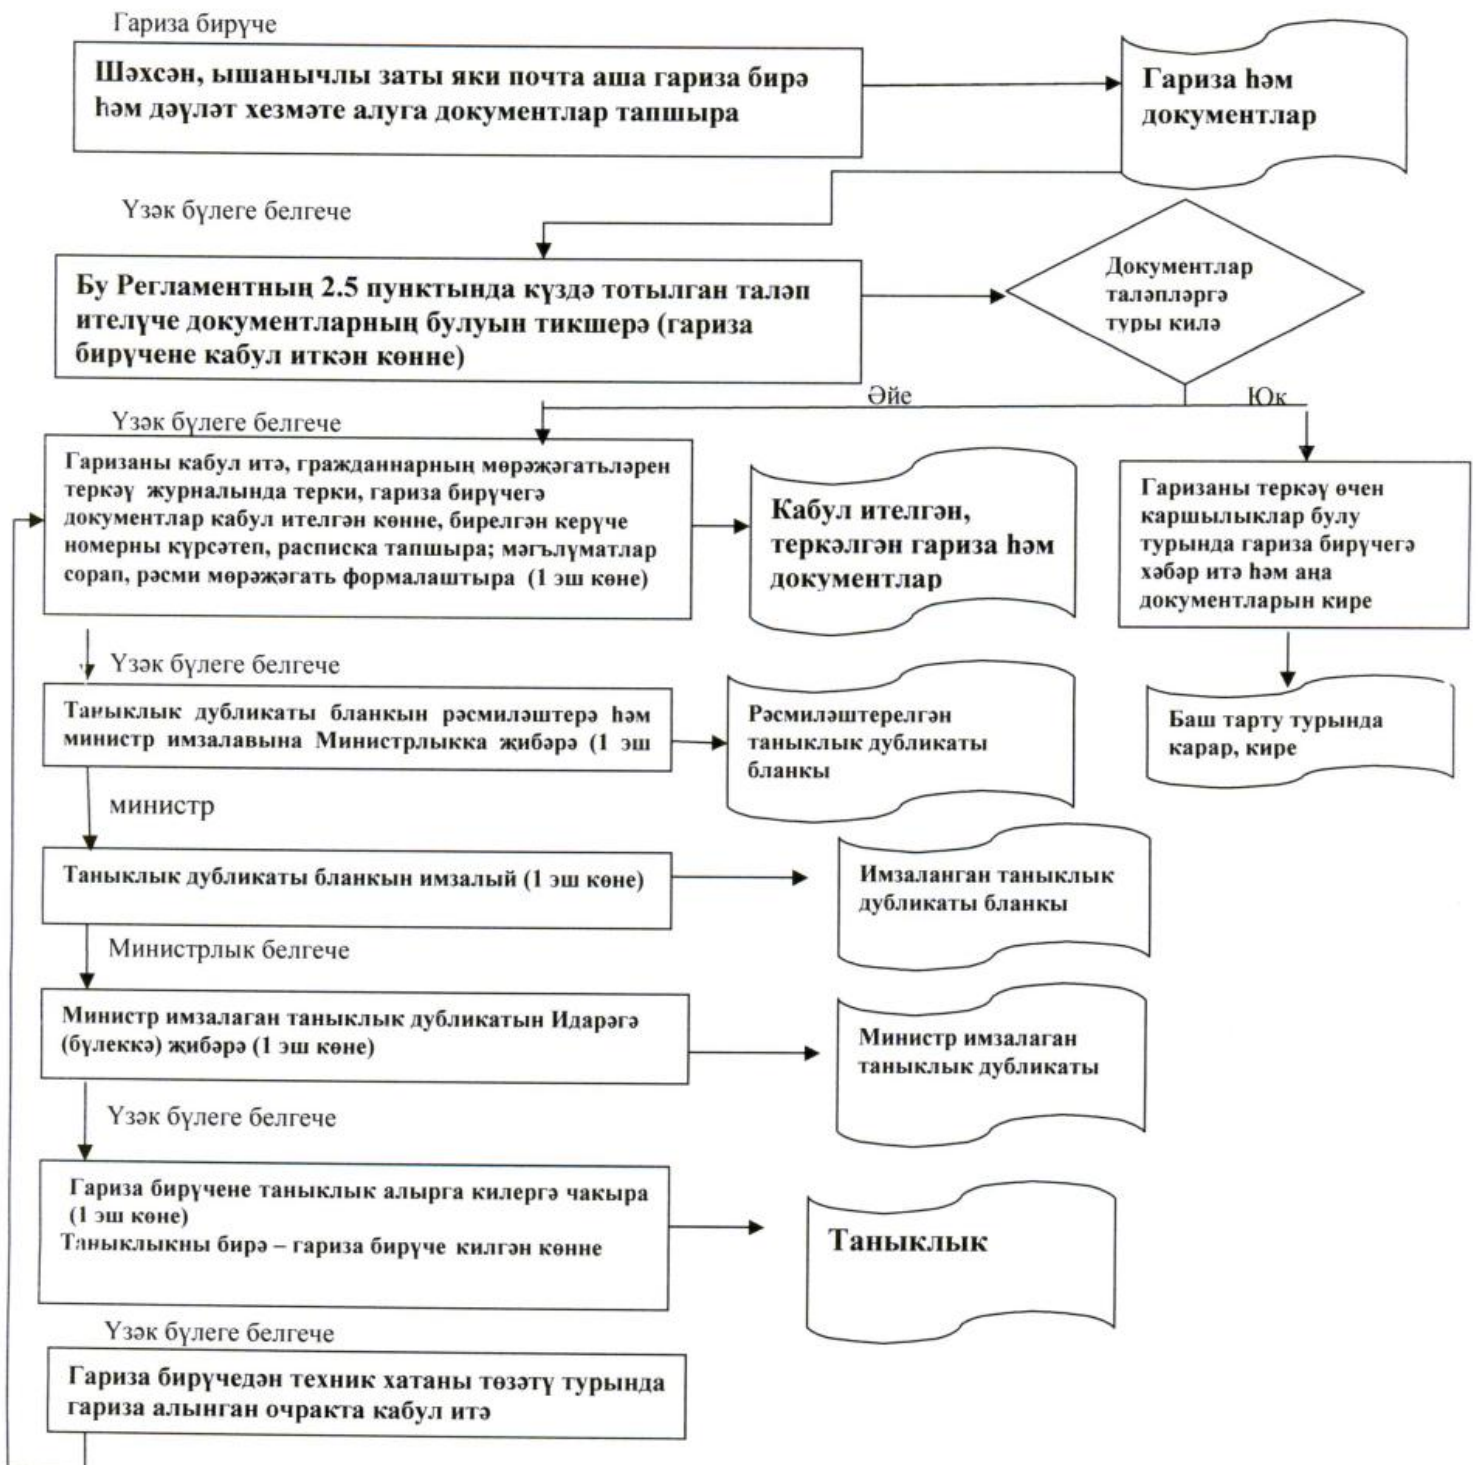 Гариза бирүче
Шәхсән, ышанычлы заты яки почта аша гариза бирә
һәм дәүләт хезмәте алуга документлар тапшыра
Гариза һәм
документлар
Үзәк бүлеге белгече
Бу Регламентның 2.5 пунктында күздә тотылган таләп
ителүче документларның булуын тикшерә (гариза
бирүчене кабул иткән көнне)
Документлар
таләпләргә
туры килә
Әйе
Юк
Үзәк бүлеге белгече
Гаризаны кабул итә, гражданнарның мөрәҗәгатьләрен
теркәү журналында терки, гариза бирүчегә
документлар кабул ителгән көнне, бирелгән керүче
номерны күрсәтеп, расписка тапшыра; мәгълүматлар
сорап, рәсми мөрәҗәгать формалаштыра (1 эш көне)
Кабул ителгән,
теркәлгән гариза һәм
документлар
Гаризаны теркәү өчен
каршылыклар булу
турында гариза бирүчегә
хәбәр итә һәм аңа
документларын кире
Үзәк бүлеге белгече
Таныклык дубликаты бланкын рәсмиләштерә һәм
министр имзалавына Министрлыкка җибәрә (1 эш
Рәсмиләштерелгән
таныклык дубликаты
бланкы
Баш тарту турында
карар, кире
министр
Таныклык дубликаты бланкын имзалый (1 эш көне)
Имзаланган таныклык
дубликаты бланкы
Министрлык белгече
Министр имзалаган таныклык дубликатын Идарәгә
(бүлеккә) җибәрә (1 эш көне)
Министр имзалаган
таныклык дубликаты
Үзәк бүлеге белгече
Гариза бирүчене таныклык алырга килергә чакыра
(1 эш көне)
Таныклыкны бирә – гариза бирүче килгән көнне
Таныклык
Үзәк бүлеге белгече
Гариза бирүчедән техник хатаны төзәтү турында
гариза алынган очракта кабул итә